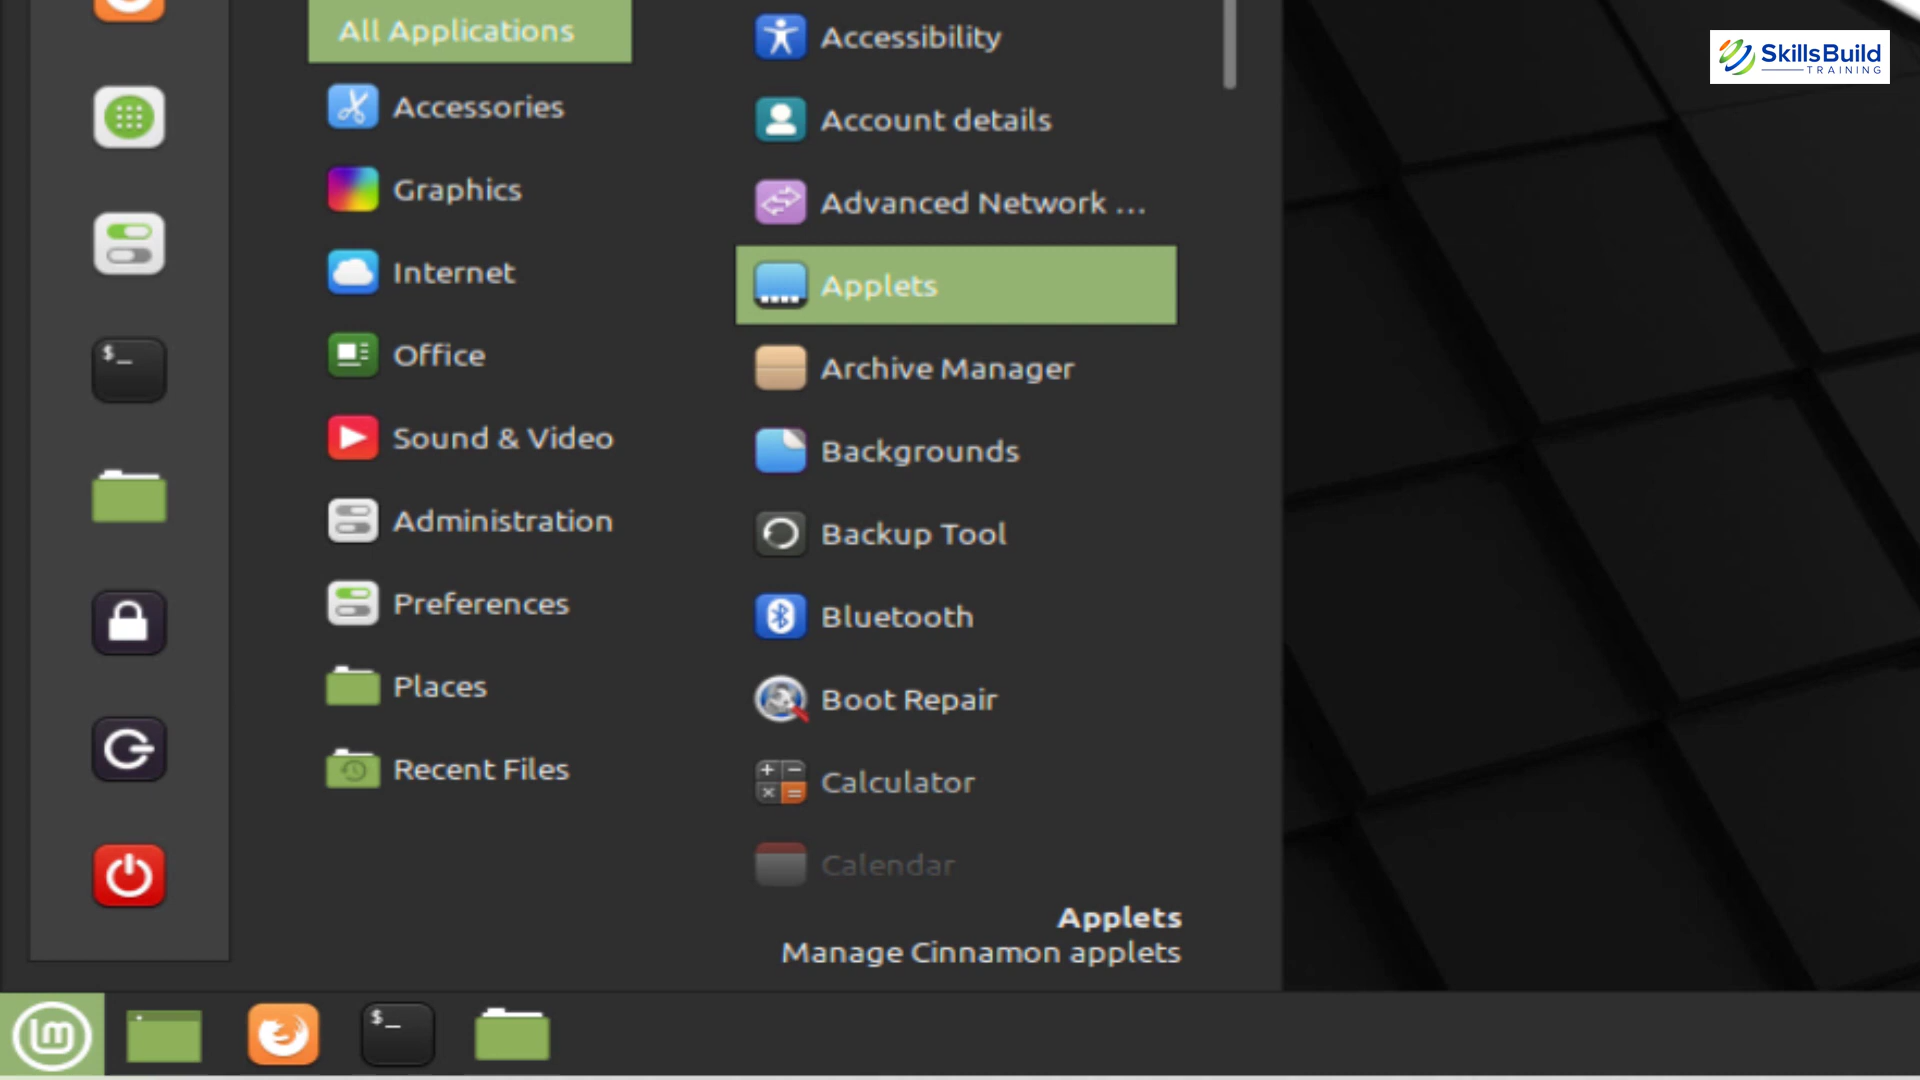 All Applications
Accessories
Graphics
Internet
Office
Sound & Video
Administration
Preferences
Places
Recent Files
Accessibility
Account details
Advanced Network ...
Applets
Archive Manager
Backgrounds
Backup Tool
Bluetooth
Boot Repair
Calculator
Calendar
Applets
Manage Cinnamon applets
SkillsBuild
TRAINING
$_
$_
lm